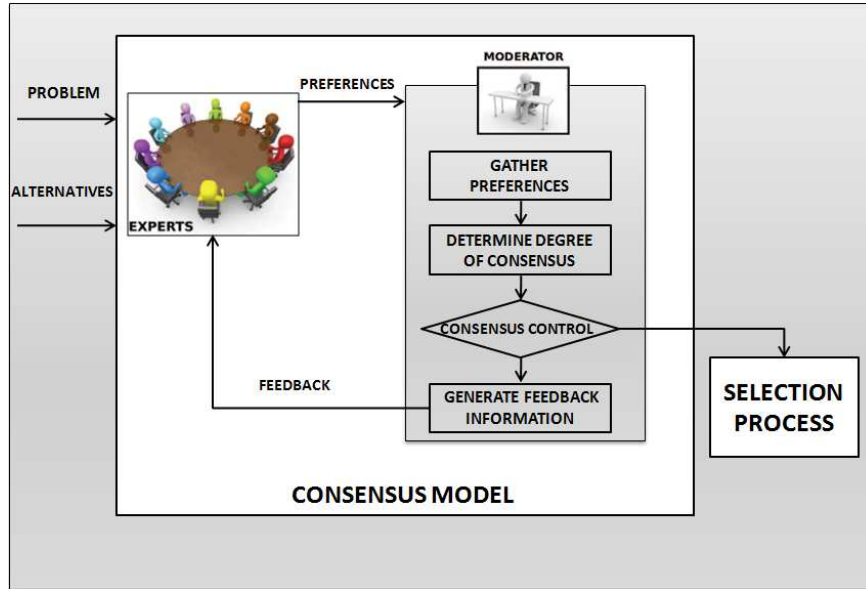 MODERATOR
PROBLEM
PREFERENCES
ALTERNATIVES
EXPERTS
GATHER
PREFERENCES
DETERMINE DEGREE
OF CONSENSUS
CONSENSUS CONTROL
FEEDBACK
GENERATE FEEDBACK
INFORMATION
SELECTION
PROCESS
CONSENSUS MODEL